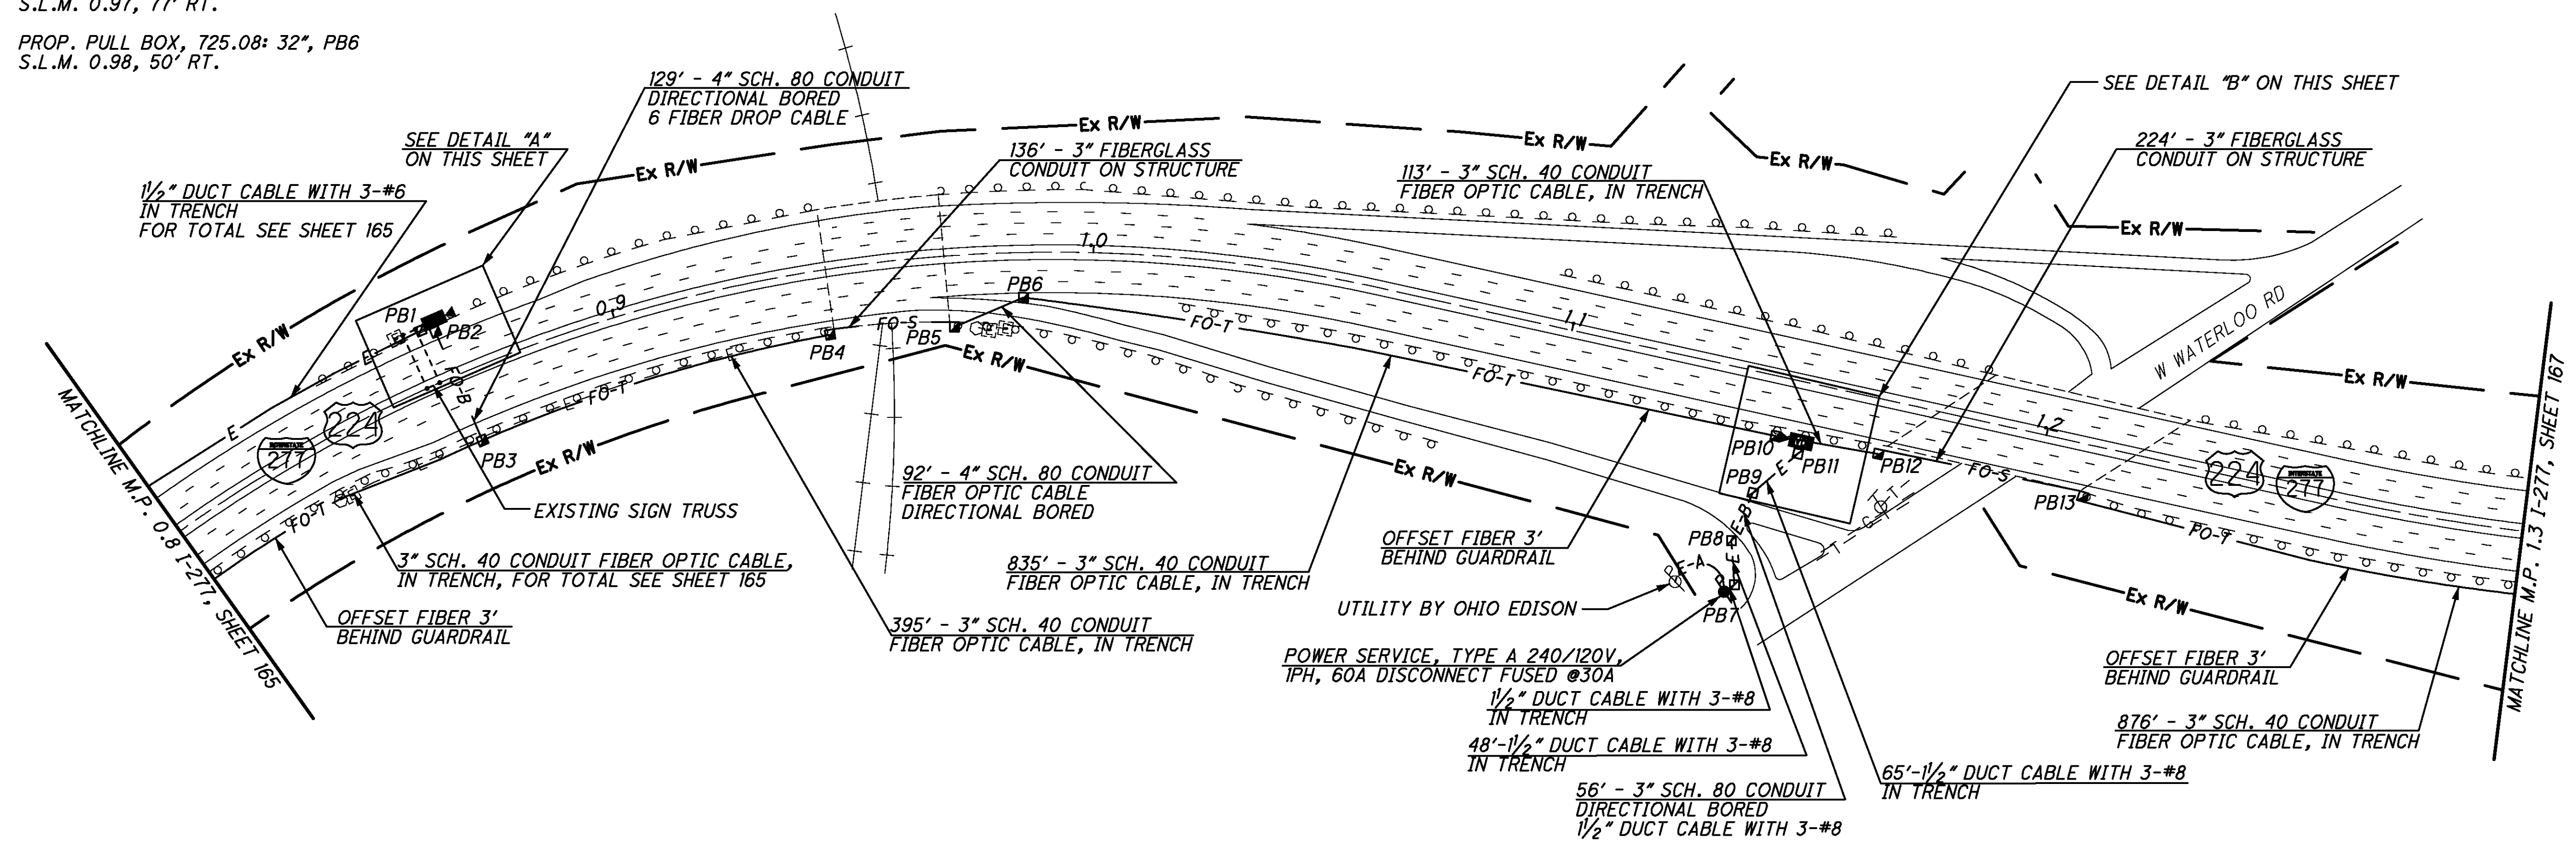 S.L.M. 0.97, 77' RT.
PROP. PULL BOX, 725.08: 32", PB6
S.L.M. 0.98, 50' RT.
129' - 4" SCH. 80 CONDUIT
DIRECTIONAL BORED
6 FIBER DROP CABLE
SEE DETAIL "A"
ON THIS SHEET
1½" DUCT CABLE WITH 3-#6
IN TRENCH
FOR TOTAL SEE SHEET 165
136' - 3" FIBERGLASS
CONDUIT ON STRUCTURE
113' - 3" SCH. 40 CONDUIT
FIBER OPTIC CABLE, IN TRENCH
SEE DETAIL "B" ON THIS SHEET
224' - 3" FIBERGLASS
CONDUIT ON STRUCTURE
Ex R/W
Ex R/W
Ex R/W
Ex R/W
Ex R/W
Ex R/W
Ex R/W
PB1
PB2
E
E
0.9
1.0
1.1
1.2
PB6
PB5
PB4
PB3
FO-S
FO-T
FO-T
FO-T
FO-B
FO-T
Ex R/W
Ex R/W
Ex R/W
Ex R/W
Ex R/W
W WATERLOO RD
MATCHLINE M.P. 0.8 I-277, SHEET 165
INTERSTATE
277
224
EXISTING SIGN TRUSS
3" SCH. 40 CONDUIT FIBER OPTIC CABLE,
IN TRENCH, FOR TOTAL SEE SHEET 165
OFFSET FIBER 3'
BEHIND GUARDRAIL
92' - 4" SCH. 80 CONDUIT
FIBER OPTIC CABLE
DIRECTIONAL BORED
835' - 3" SCH. 40 CONDUIT
FIBER OPTIC CABLE, IN TRENCH
395' - 3" SCH. 40 CONDUIT
FIBER OPTIC CABLE, IN TRENCH
OFFSET FIBER 3'
BEHIND GUARDRAIL
PB10
PB11
PB12
PB9
E
E-B
PB8
E
E-A
PB7
PB13
FO-S
FO-T
224
INTERSTATE
277
UTILITY BY OHIO EDISON
POWER SERVICE, TYPE A 240/120V,
1PH, 60A DISCONNECT FUSED @30A
1½" DUCT CABLE WITH 3-#8
IN TRENCH
48'-1½" DUCT CABLE WITH 3-#8
IN TRENCH
56' - 3" SCH. 80 CONDUIT
DIRECTIONAL BORED
1½" DUCT CABLE WITH 3-#8
65'-1½" DUCT CABLE WITH 3-#8
IN TRENCH
OFFSET FIBER 3'
BEHIND GUARDRAIL
876' - 3" SCH. 40 CONDUIT
FIBER OPTIC CABLE, IN TRENCH
MATCHLINE M.P. 1.3 I-277, SHEET 167